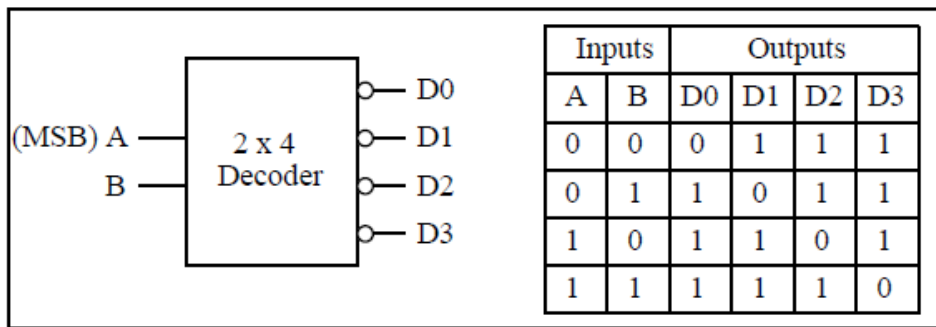 (MSB) A
B
2 x 4
Decoder
D0
D1
D2
D3
Inputs Outputs
A B D0 D1 D2 D3
0 0 0 1 1 1
0 1 1 0 1 1
1 0 1 1 0 1
1 1 1 1 1 0